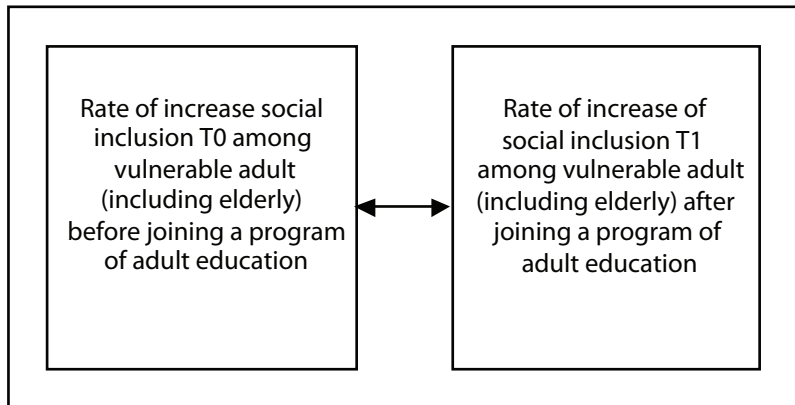 Rate of increase social
inclusion T0 among
vulnerable adult
(including elderly)
before joining a program
of adult education
Rate of increase of
social inclusion T1
among vulnerable adult
(including elderly) after
joining a program of
adult education